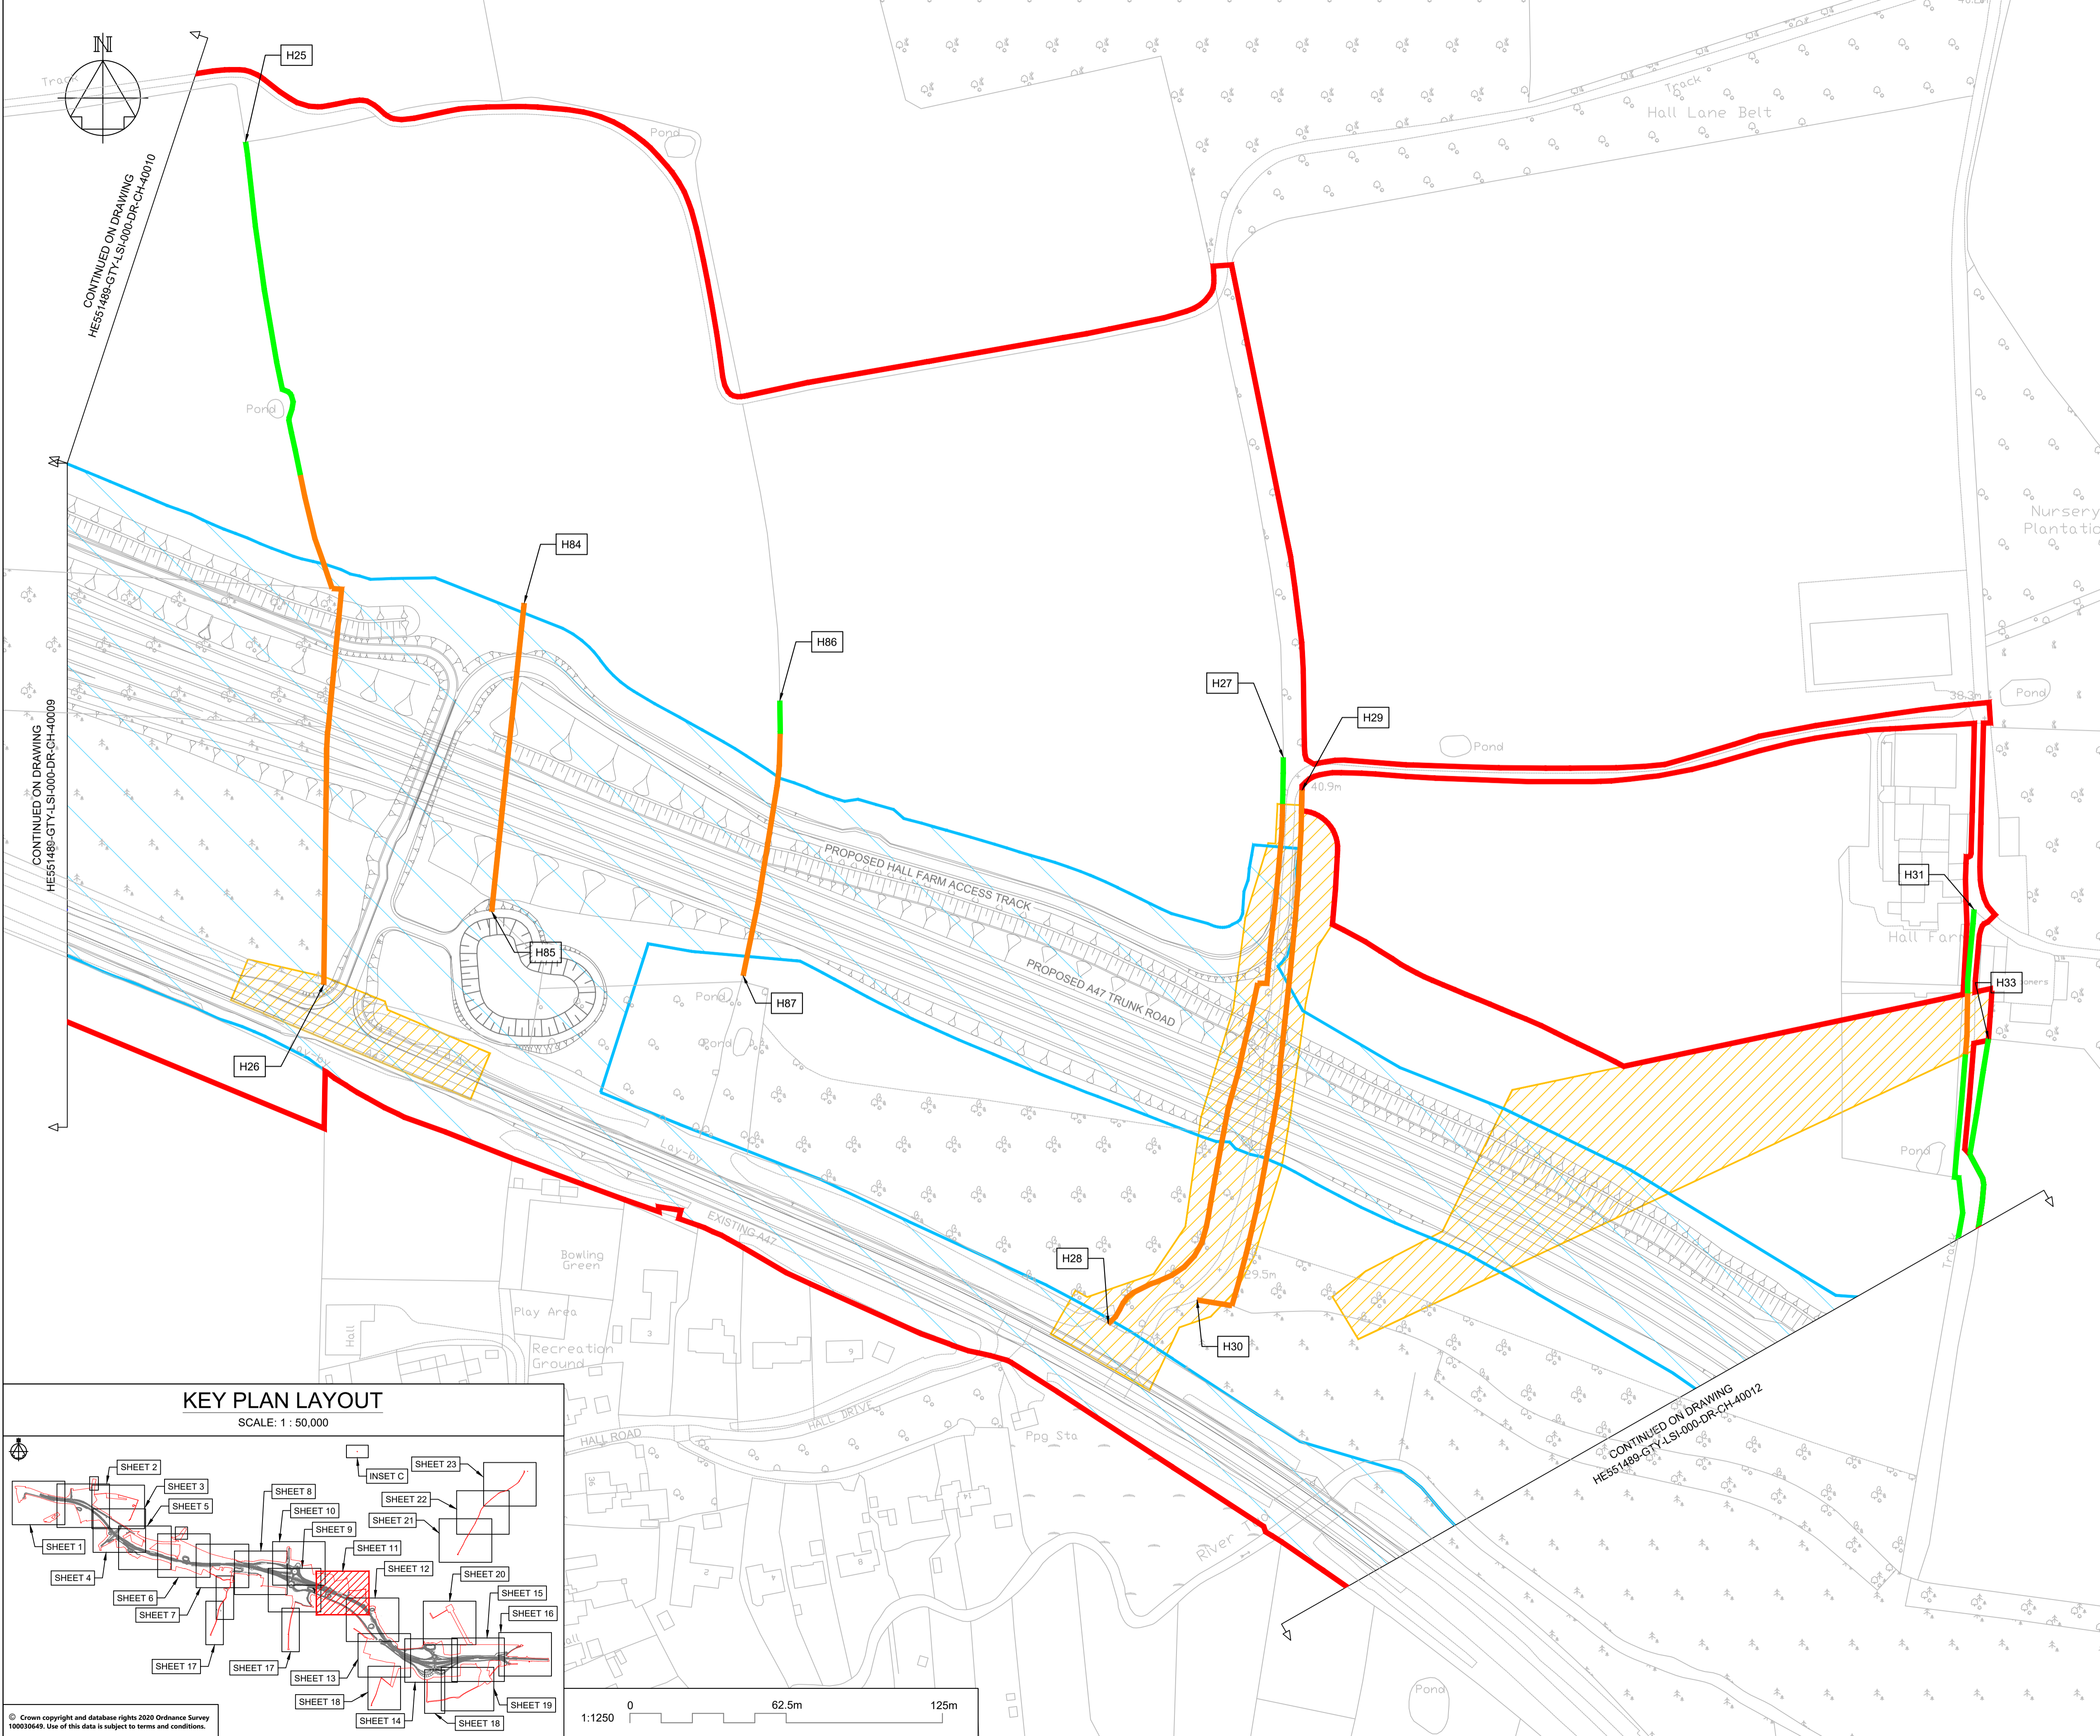 N
Track
H25
CONTINUED ON DRAWING
HE551489-GTY-LSI-000-DR-CH-40010
Pond
Track
Hall Lane Belt
Pond
Nursery
H84
H86
H27
H29
38.3m
Pond
Pond
40.9m
CONTINUED ON DRAWING
HE551489-GTY-LSI-000-DR-CH-40009
PROPOSED HALL FARM ACCESS TRACK
H31
Hall Farm
H85
PROPOSED A47 TRUNK ROAD
H33
H87
Pond
Pond
H26
Lay-by
Lay-by
Pond
EXISTING A47
Bowling
Green
H28
29.5m
Track
Play Area
Hall
3
9
Recreation
Ground
H30
CONTINUED ON DRAWING
HE551489-GTY-LSI-000-DR-CH-40012
HALL DRIVE
HALL ROAD
Ppg Sta
36
14
River
2
4
8
Pond
KEY PLAN LAYOUT
SCALE: 1 : 50,000
SHEET 2
INSET C
SHEET 23
SHEET 3
SHEET 8
SHEET 22
SHEET 5
SHEET 10
SHEET 21
SHEET 9
SHEET 1
SHEET 11
SHEET 12
SHEET 4
SHEET 20
SHEET 15
SHEET 6
SHEET 7
SHEET 16
SHEET 17
SHEET 17
SHEET 13
SHEET 18
SHEET 19
SHEET 14
SHEET 18
© Crown copyright and database rights 2020 Ordnance Survey
100030649. Use of this data is subject to terms and conditions.
1:1250
0 62.5m 125m